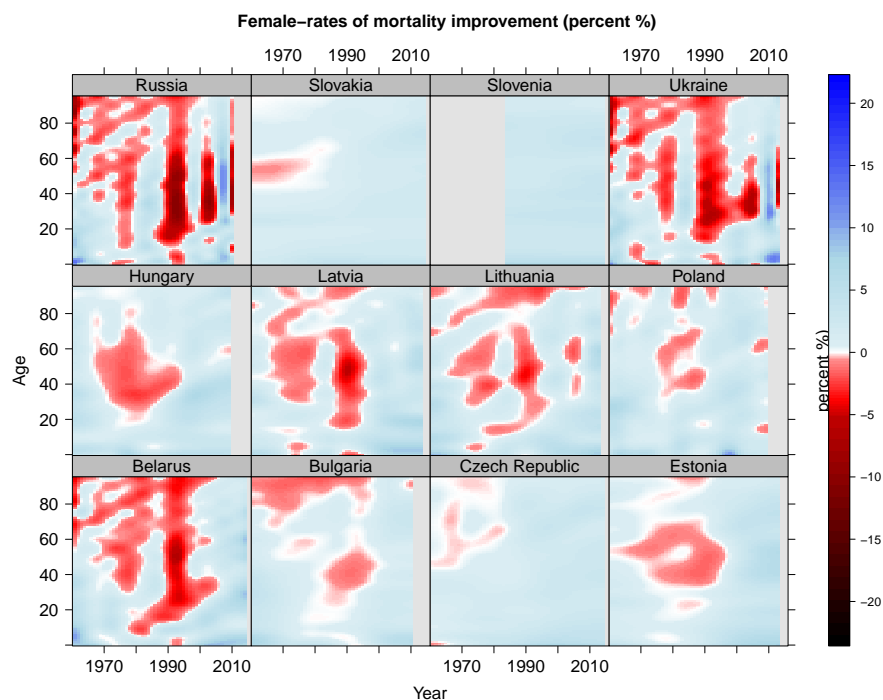 Female−rates of mortality improvement (percent %)
1970 1990 2010 1970 1990 2010
Russia Slovakia Slovenia Ukraine
80
60
40
20
Hungary Latvia Lithuania Poland
80
60
40
20
Belarus Bulgaria Czech Republic Estonia
80
60
40
20
1970 1990 2010 1970 1990 2010
Age
Year
20
15
10
5
0
−5
−10
−15
−20
percent %)